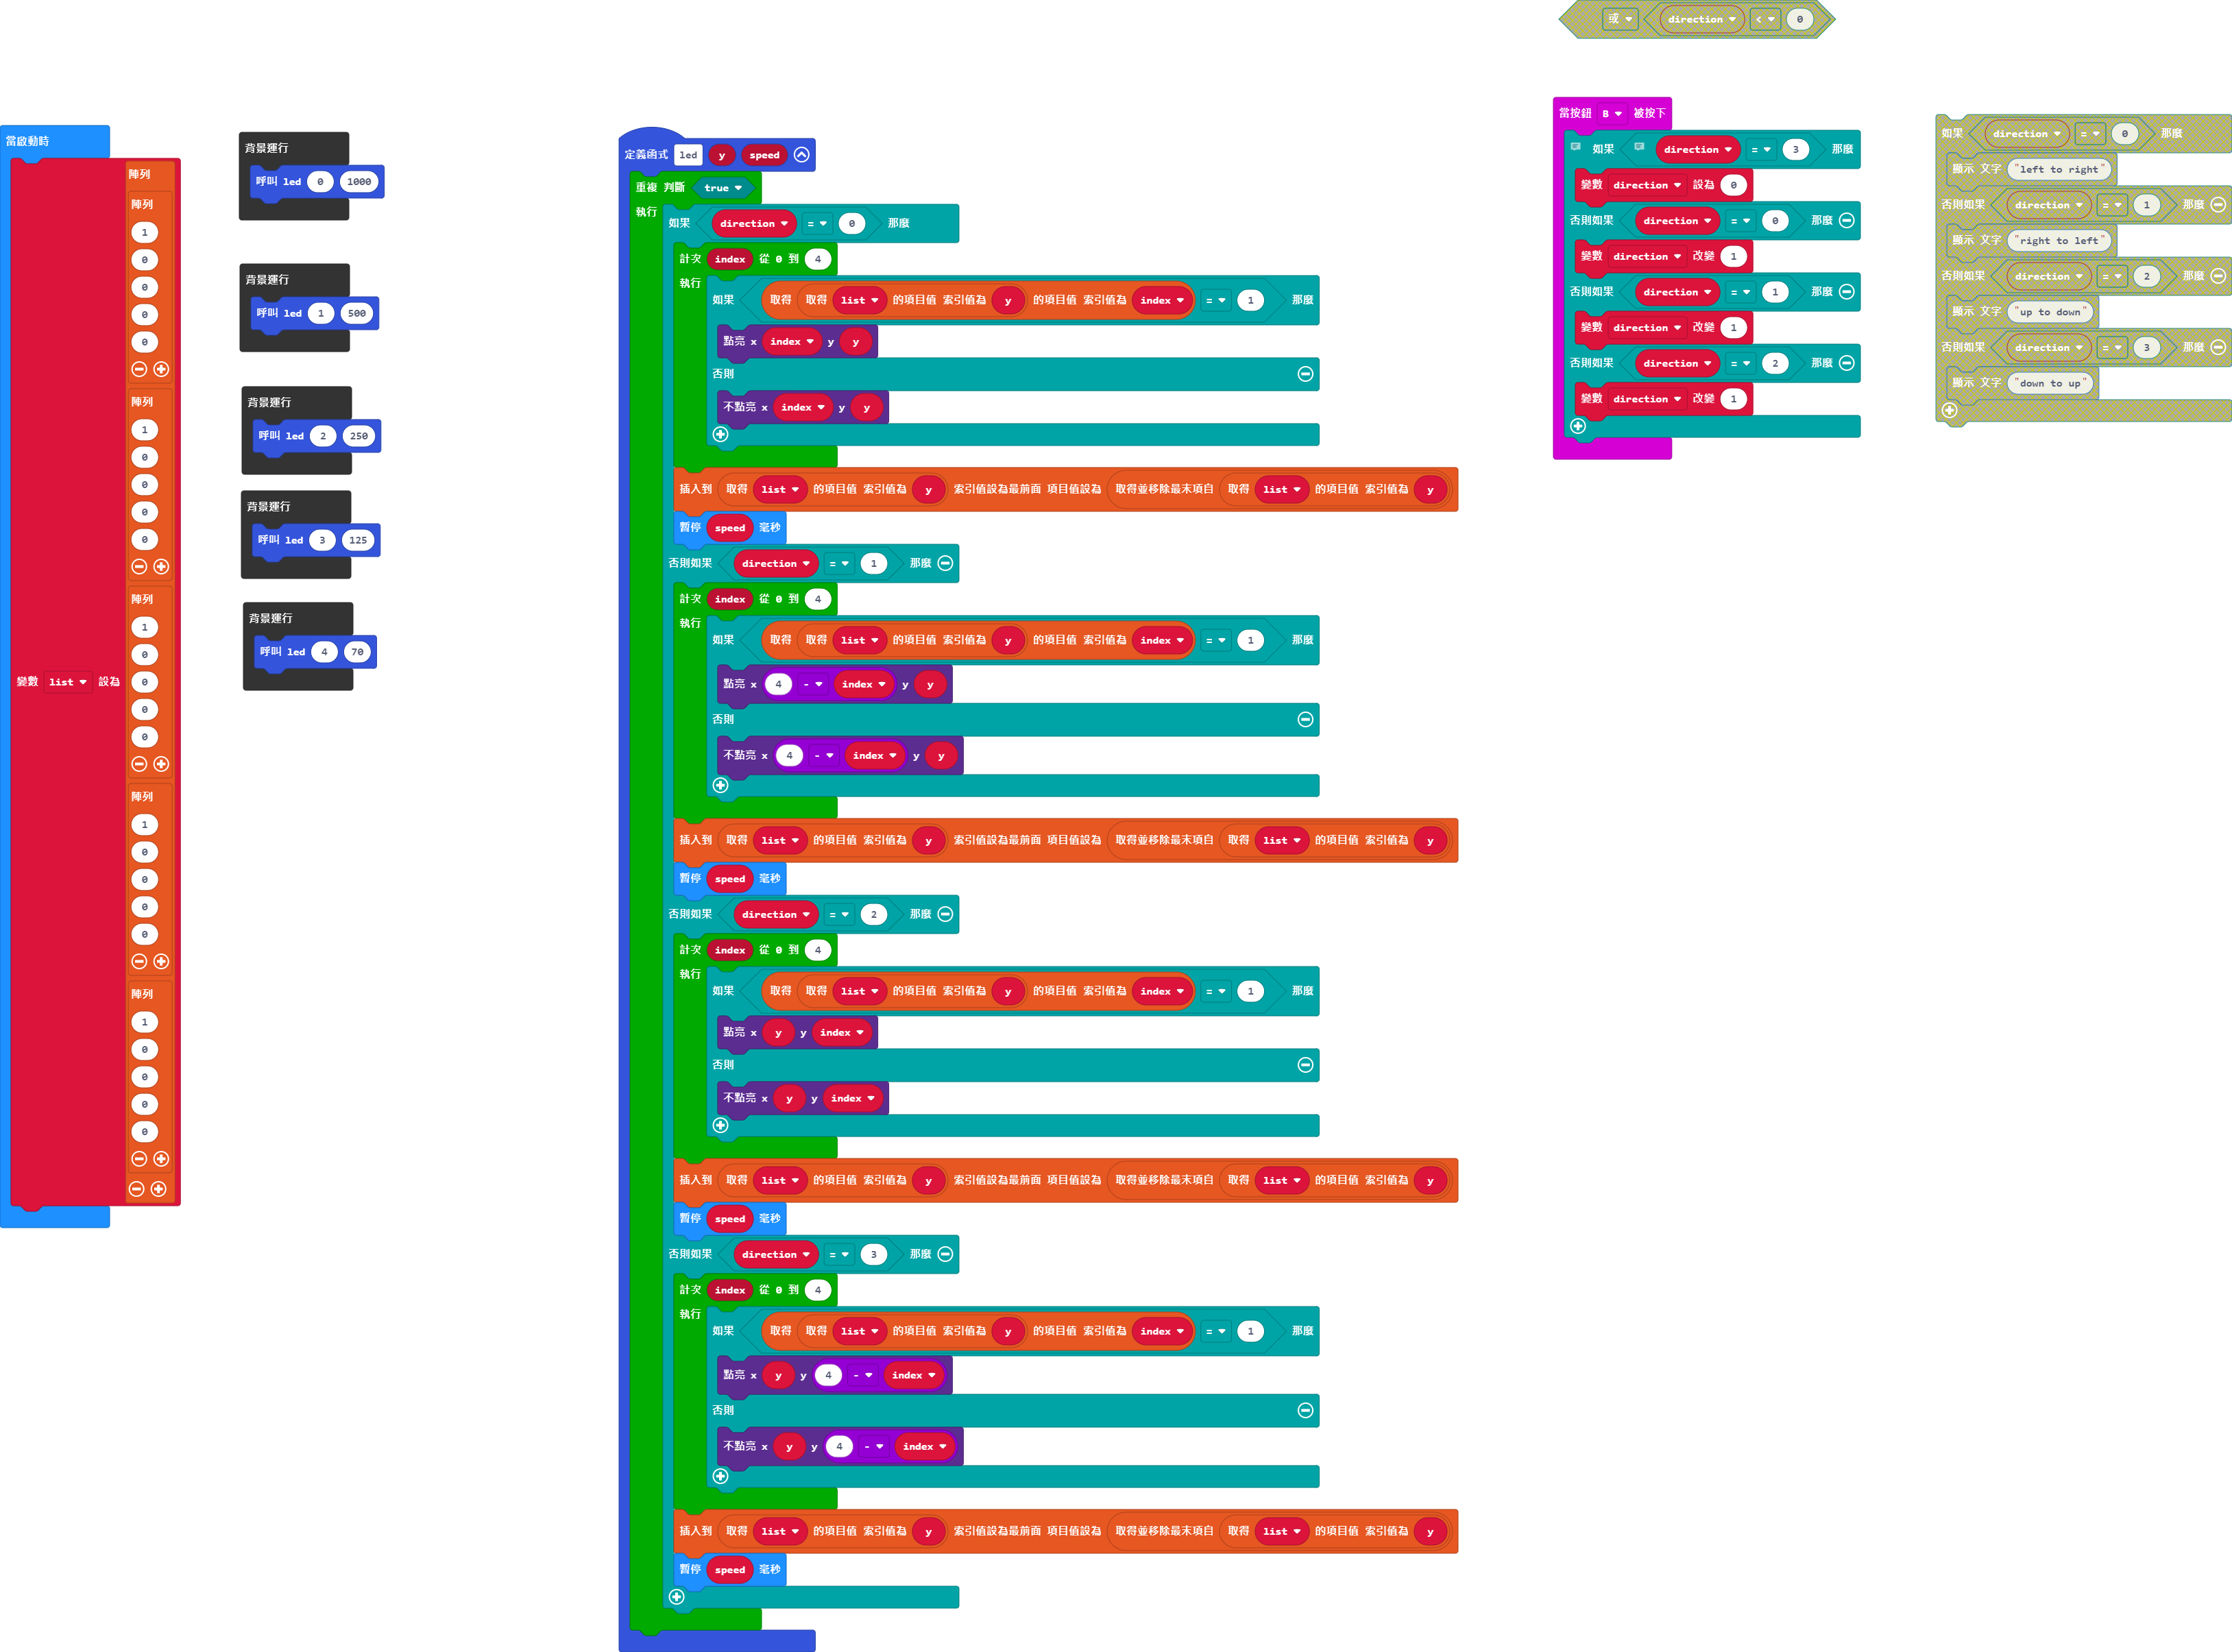 當啟動時
變數 list 設為
陣列
陣列
1
0
0
0
0
陣列
1
0
0
0
0
陣列
1
0
0
0
0
陣列
1
0
0
0
0
陣列
1
0
0
0
0
背景運行
呼叫 led 0 1000
背景運行
呼叫 led 1 500
背景運行
呼叫 led 2 250
背景運行
呼叫 led 3 125
背景運行
呼叫 led 4 70
定義函式 led y speed
重複 判斷 true
執行
如果 direction = 0 那麼
計次 index 從 0 到 4
執行
如果 取得 取得 list 的項目值 索引值為 y 的項目值 索引值為 index = 1 那麼
點亮 x index y y
否則
不點亮 x index y y
插入到 取得 list 的項目值 索引值為 y 索引值設為最前面 項目值設為 取得並移除最末項目 取得 list 的項目值 索引值為 y
暫停 speed 毫秒
否則如果 direction = 1 那麼
計次 index 從 0 到 4
執行
如果 取得 取得 list 的項目值 索引值為 y 的項目值 索引值為 index = 1 那麼
點亮 x 4 - index y y
否則
不點亮 x 4 - index y y
插入到 取得 list 的項目值 索引值為 y 索引值設為最前面 項目值設為 取得並移除最末項目 取得 list 的項目值 索引值為 y
暫停 speed 毫秒
否則如果 direction = 2 那麼
計次 index 從 0 到 4
執行
如果 取得 取得 list 的項目值 索引值為 y 的項目值 索引值為 index = 1 那麼
點亮 x y y index
否則
不點亮 x y y index
插入到 取得 list 的項目值 索引值為 y 索引值設為最前面 項目值設為 取得並移除最末項目 取得 list 的項目值 索引值為 y
暫停 speed 毫秒
否則如果 direction = 3 那麼
計次 index 從 0 到 4
執行
如果 取得 取得 list 的項目值 索引值為 y 的項目值 索引值為 index = 1 那麼
點亮 x y y 4 - index
否則
不點亮 x y y 4 - index
插入到 取得 list 的項目值 索引值為 y 索引值設為最前面 項目值設為 取得並移除最末項目 取得 list 的項目值 索引值為 y
暫停 speed 毫秒
或 direction < 0
當按鈕 B 被按下
如果 direction = 3 那麼
變數 direction 設為 0
否則如果 direction = 0 那麼
變數 direction 改變 1
否則如果 direction = 1 那麼
變數 direction 改變 1
否則如果 direction = 2 那麼
變數 direction 改變 1
如果 direction = 0 那麼
顯示 文字 "left to right"
否則如果 direction = 1 那麼
顯示 文字 "right to left"
否則如果 direction = 2 那麼
顯示 文字 "up to down"
否則如果 direction = 3 那麼
顯示 文字 "down to up"